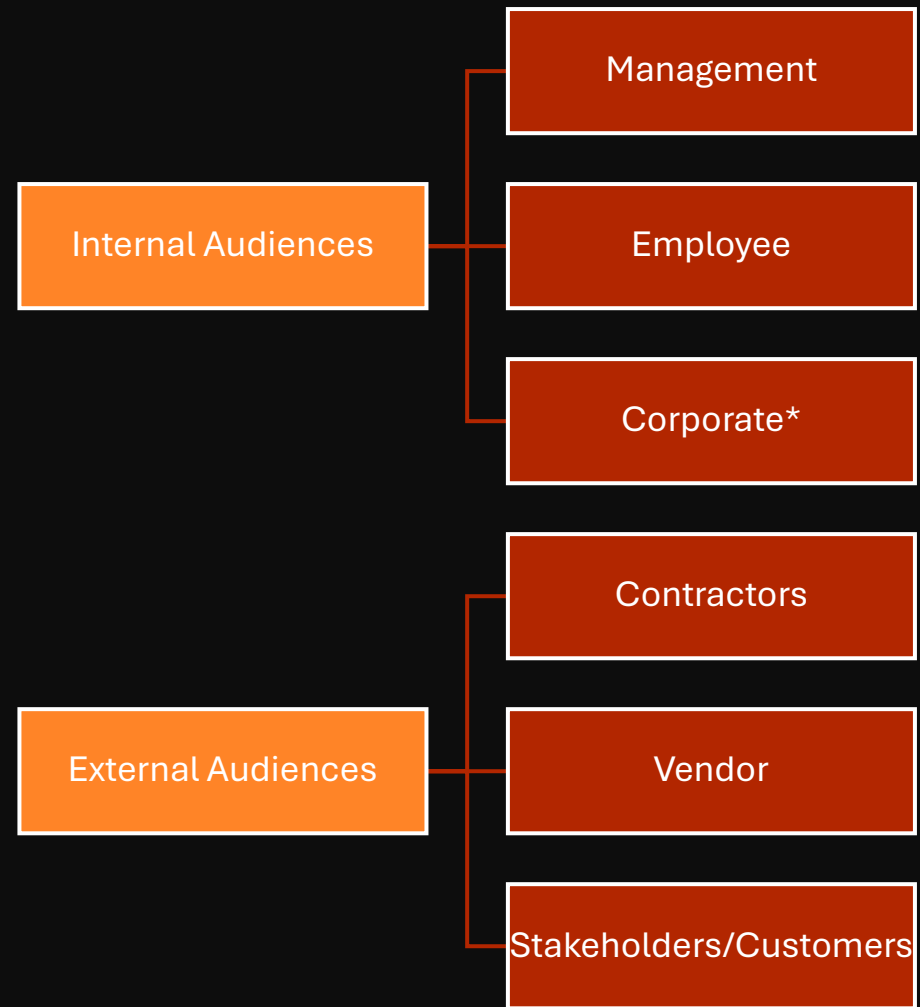 Management
Internal Audiences
Employee
Corporate*
Contractors
External Audiences
Vendor
Stakeholders/Customers